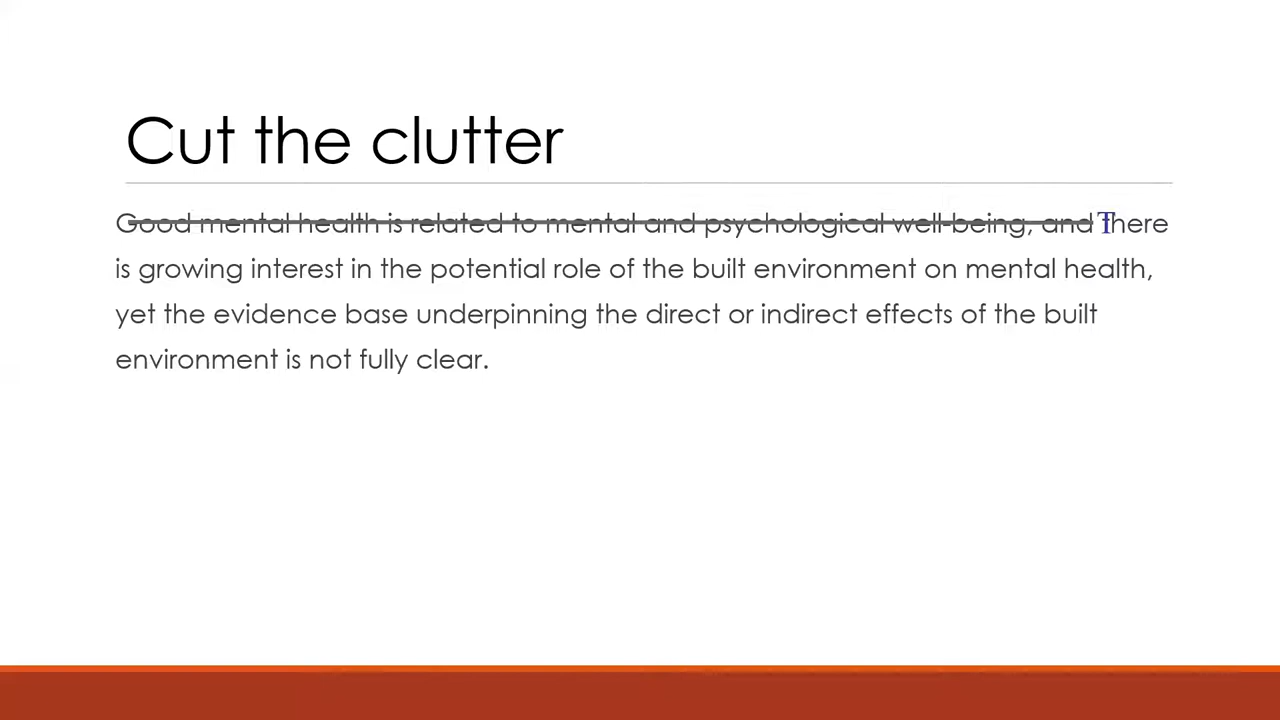 Cut the clutter
Good mental health is related to mental and psychological well-being, and There
is growing interest in the potential role of the built environment on mental health,
yet the evidence base underpinning the direct or indirect effects of the built
environment is not fully clear.